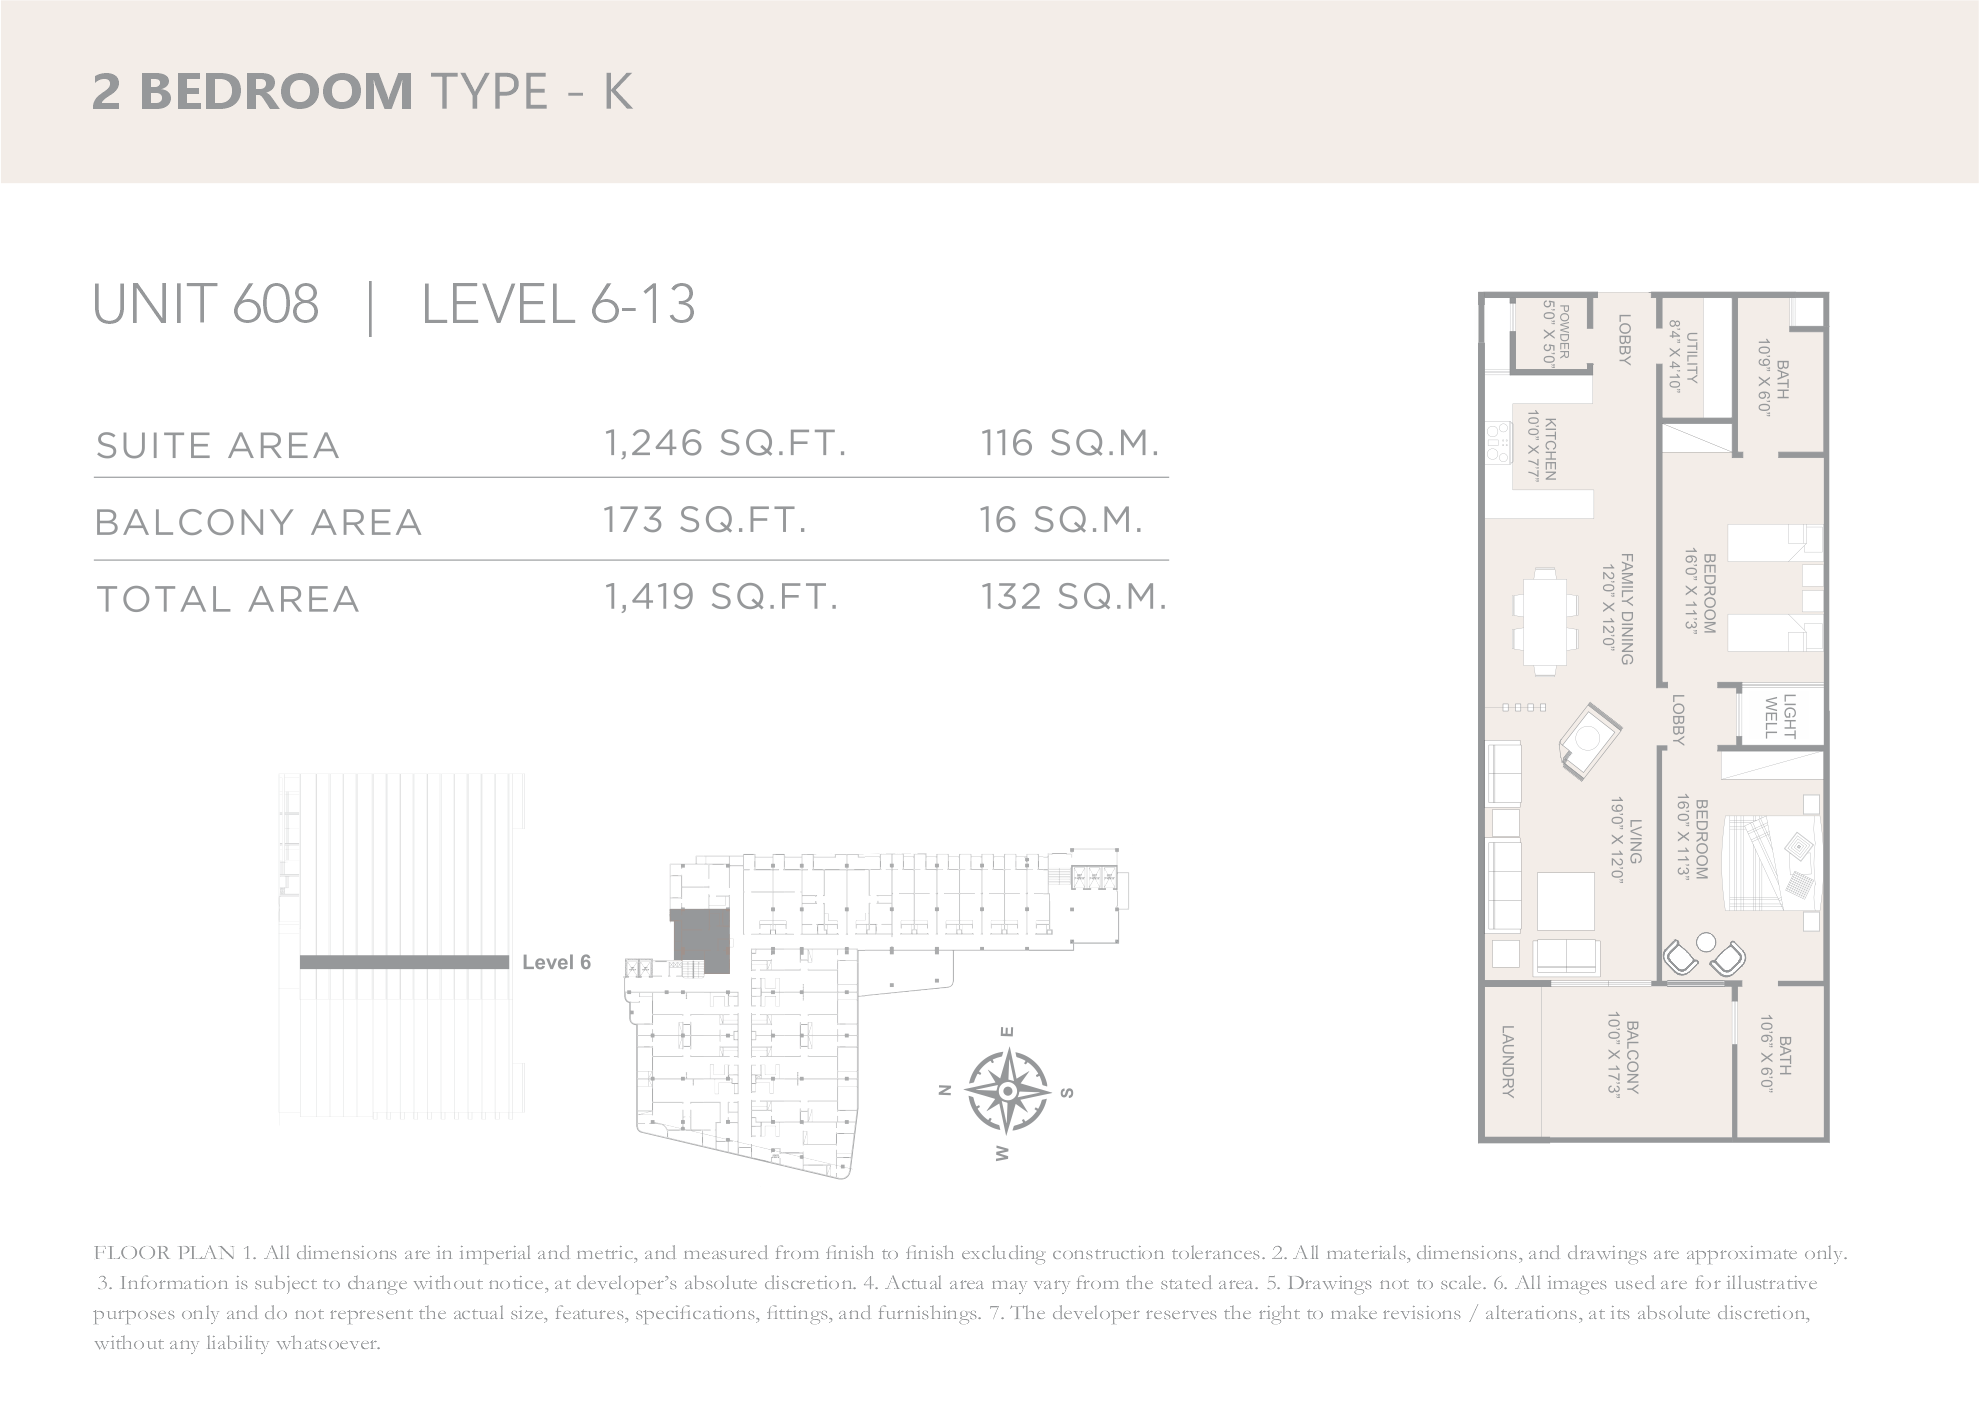 2 BEDROOM TYPE - K
UNIT 608 | LEVEL 6-13
SUITE AREA 1,246 SQ.FT. 116 SQ.M.
BALCONY AREA 173 SQ.FT. 16 SQ.M.
TOTAL AREA 1,419 SQ.FT. 132 SQ.M.
Level 6
E
N
S
W
POWDER
5'0" X 5'0"
LOBBY
UTILITY
8'4" X 4'10"
BATH
10'9" X 6'0"
KITCHEN
10'0" X 7'7"
FAMILY DINING
12'0" X 12'0"
BEDROOM
16'0" X 11'3"
LOBBY
LIGHT
WELL
LVING
19'0" X 12'0"
BEDROOM
16'0" X 11'3"
LAUNDRY
BALCONY
10'0" X 17'3"
BATH
10'6" X 6'0"
FLOOR PLAN 1. All dimensions are in imperial and metric, and measured from finish to finish excluding construction tolerances. 2. All materials, dimensions, and drawings are approximate only.
3. Information is subject to change without notice, at developer's absolute discretion. 4. Actual area may vary from the stated area. 5. Drawings not to scale. 6. All images used are for illustrative
purposes only and do not represent the actual size, features, specifications, fittings, and furnishings. 7. The developer reserves the right to make revisions / alterations, at its absolute discretion,
without any liability whatsoever.